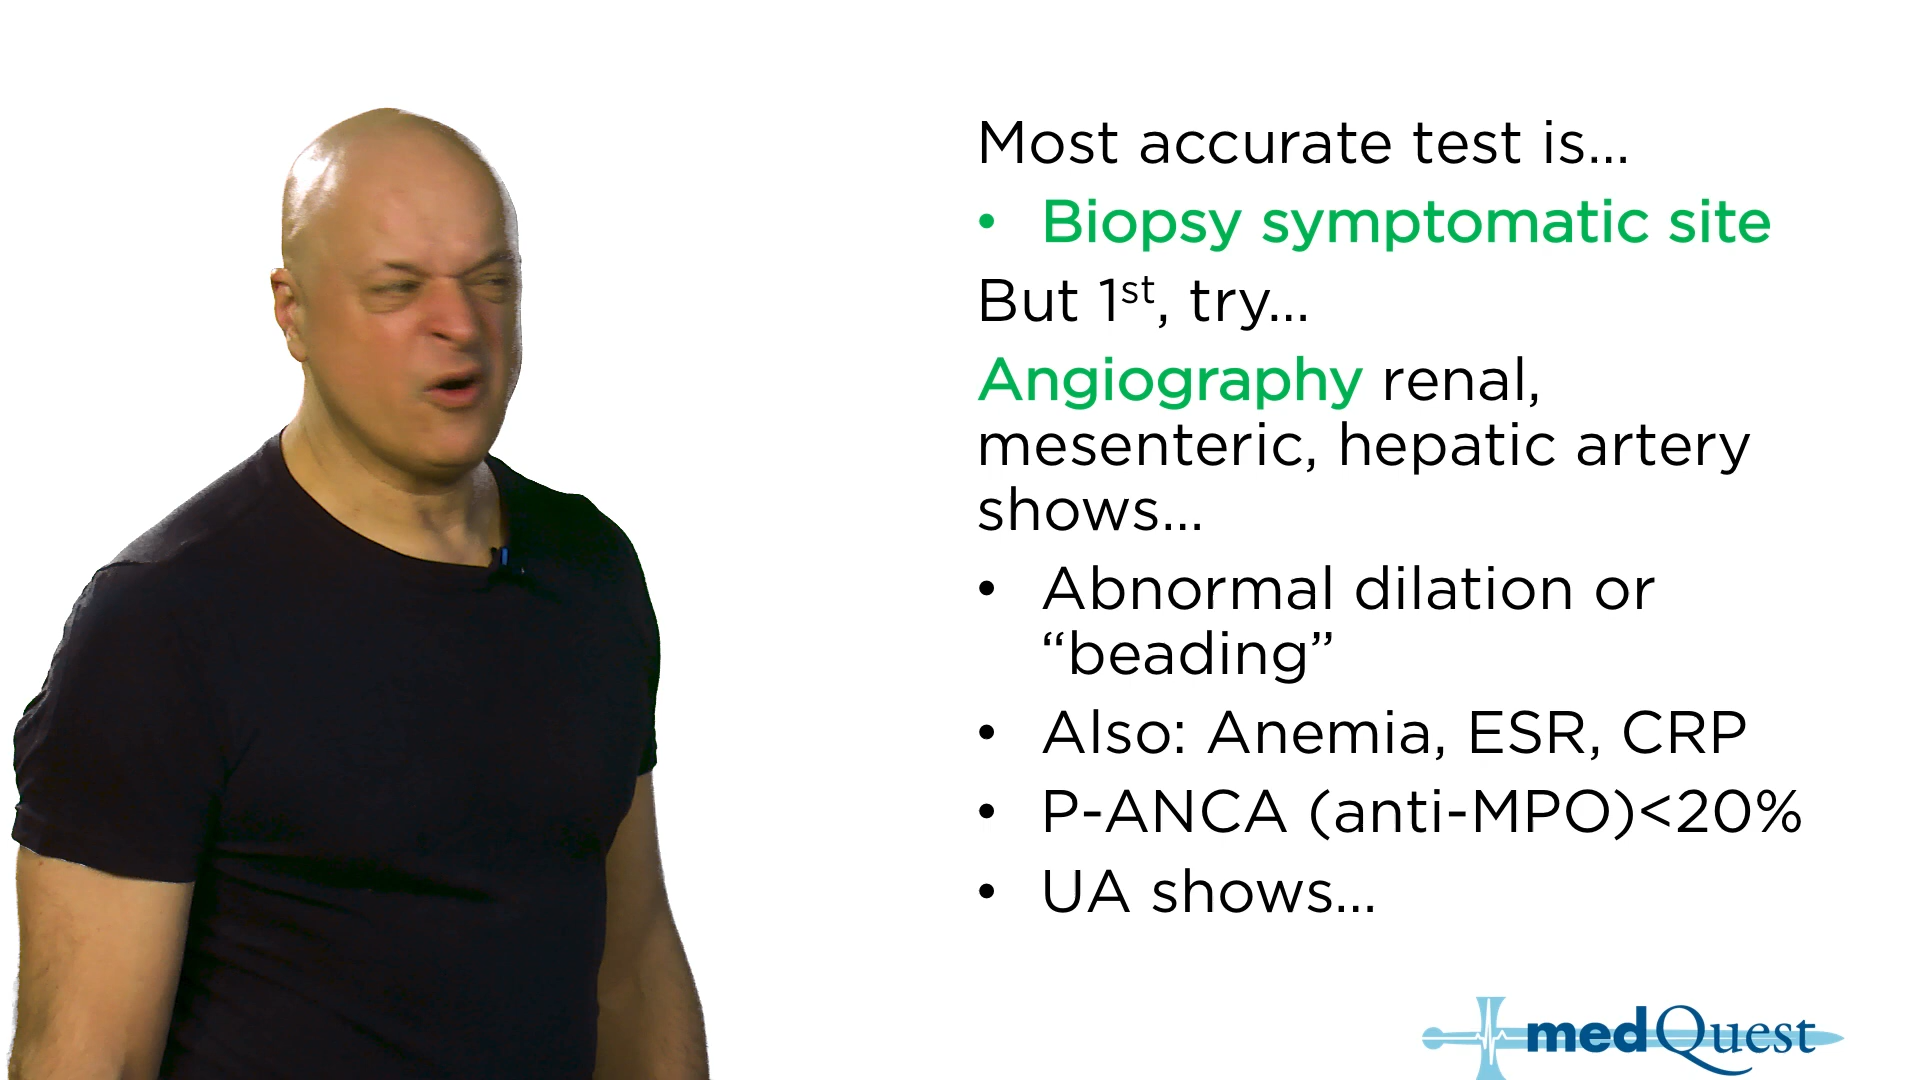 Most accurate test is...
• Biopsy symptomatic site
But 1st, try...
Angiography renal,
mesenteric, hepatic artery
shows...
• Abnormal dilation or
“beading”
• Also: Anemia, ESR, CRP
• P-ANCA (anti-MPO)<20%
• UA shows...
medQuest